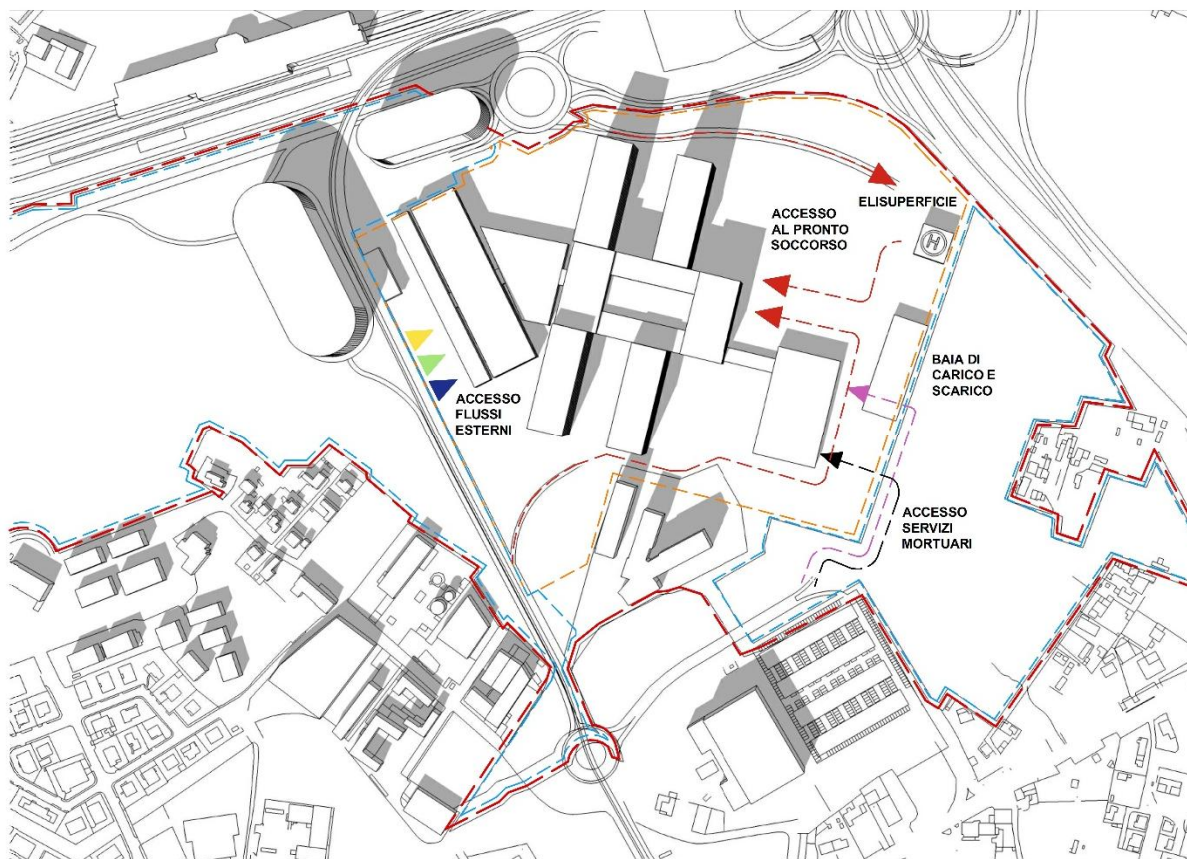 ELISUPERFICIE
H
ACCESSO
AL PRONTO
SOCCORSO
BAIA DI
CARICO E
SCARICO
ACCESSO
FLUSSI
ESTERNI
ACCESSO
SERVIZI
MORTUARI